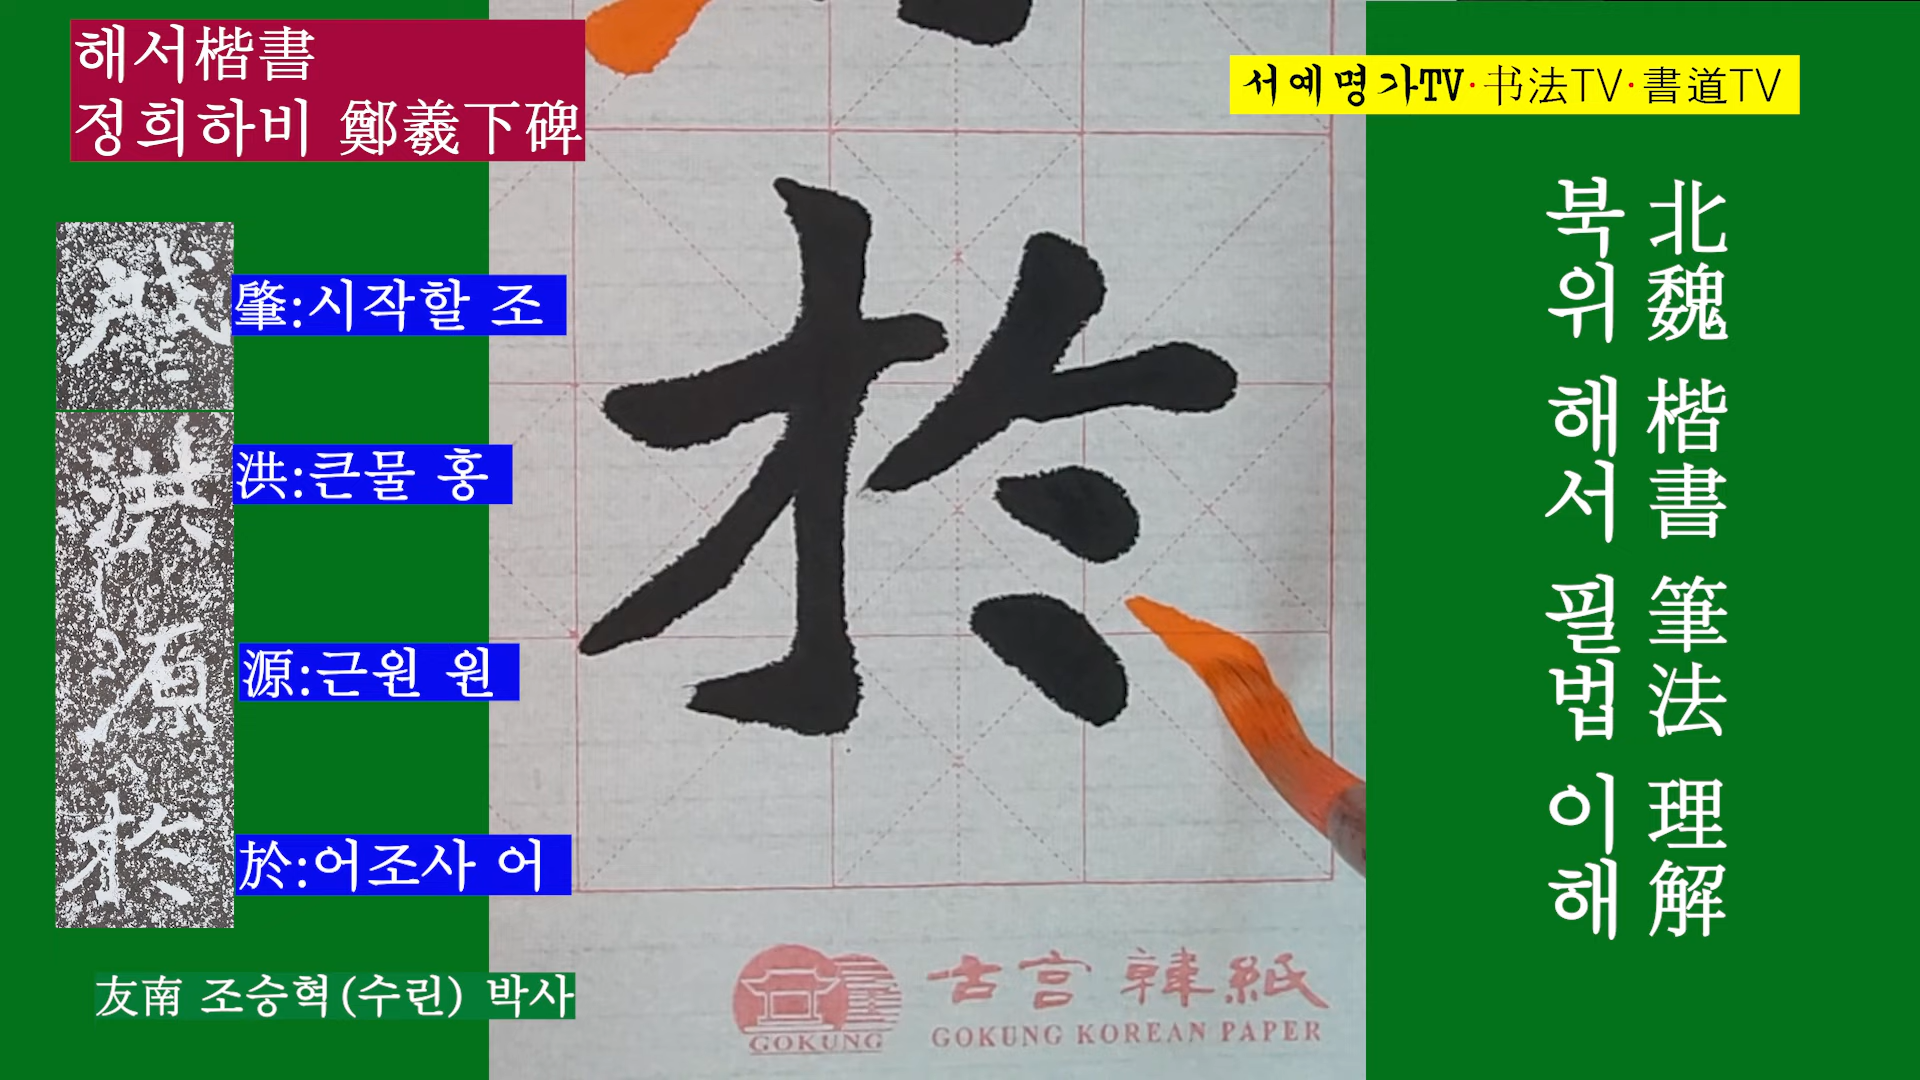 해서楷書
정희하비 鄭羲下碑
서예명가TV·书法TV·書道TV
肇
洪
源
於
肇:시작할 조
洪:큰물 홍
源:근원 원
於:어조사 어
友南 조승혁(수린) 박사
於
北魏 楷書 筆法 理解
북위 해서 필법 이해
古宮 韓紙
GOKUNG
GOKUNG KOREAN PAPER